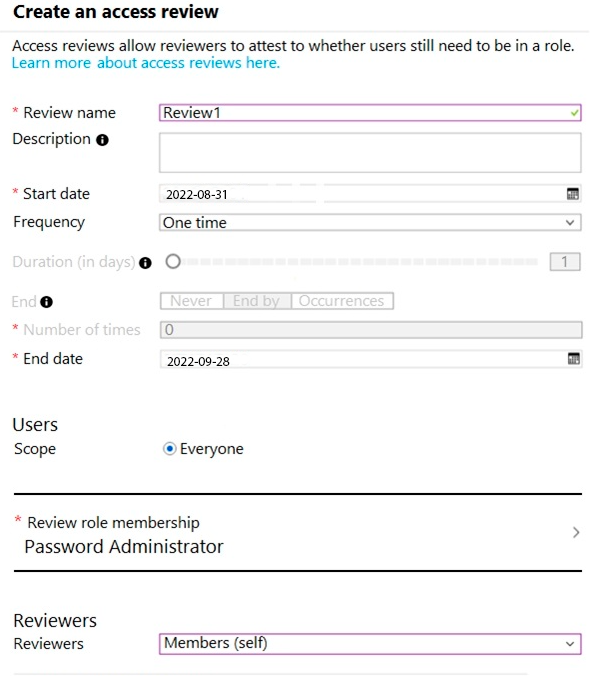 Create an access review
Access reviews allow reviewers to attest to whether users still need to be in a role.
Learn more about access reviews here.
* Review name Review1
Description
* Start date 2022-08-31
Frequency One time
Duration (in days) 1
End Never End by Occurrences
* Number of times 0
* End date 2022-09-28
Users
Scope Everyone
* Review role membership
Password Administrator
Reviewers
Reviewers Members (self)